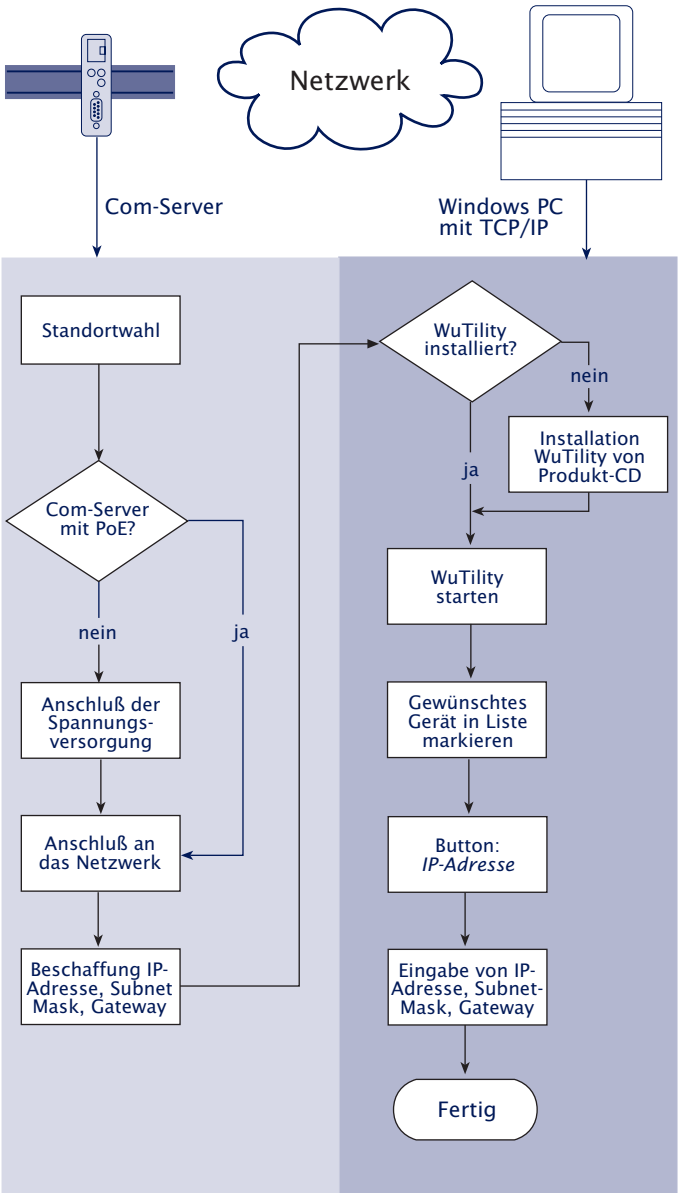 Netzwerk
Com-Server
Windows PC
mit TCP/IP
Standortwahl
Com-Server
mit PoE?
nein
ja
Anschluß der
Spannungs-
versorgung
Anschluß an
das Netzwerk
Beschaffung IP-
Adresse, Subnet
Mask, Gateway
WuTility
installiert?
nein
ja
Installation
WuTility von
Produkt-CD
WuTility
starten
Gewünschtes
Gerät in Liste
markieren
Button:
IP-Adresse
Eingabe von IP-
Adresse, Subnet-
Mask, Gateway
Fertig